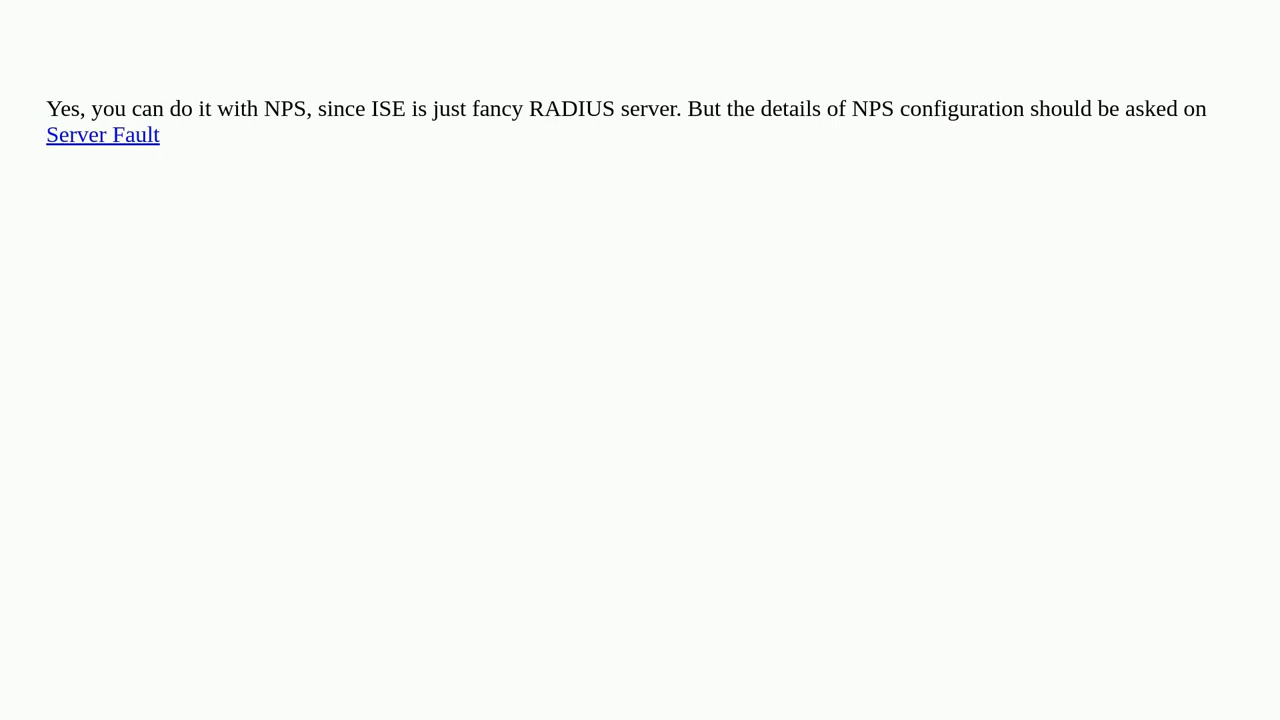 Yes, you can do it with NPS, since ISE is just fancy RADIUS server. But the details of NPS configuration should be asked on
Server Fault